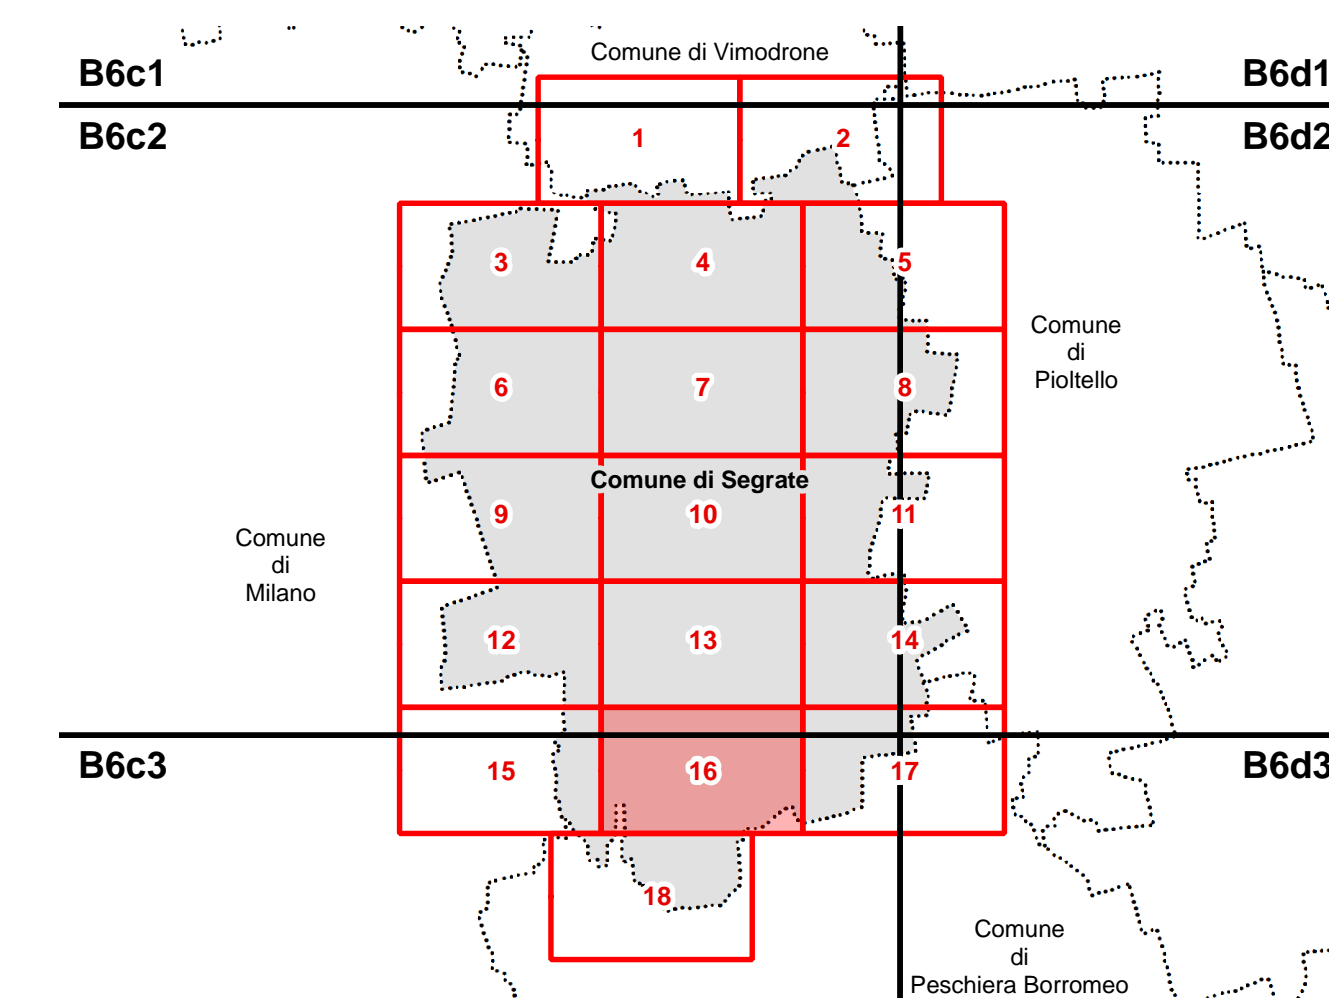 Comune di Vimodrone
B6c1
B6d1
B6c2
B6d2
1
2
3
4
5
Comune
di
Pioltello
6
7
8
Comune di Segrate
9
10
11
Comune
di
Milano
12
13
14
B6c3
15
16
17
B6d3
18
Comune
di
Peschiera Borromeo